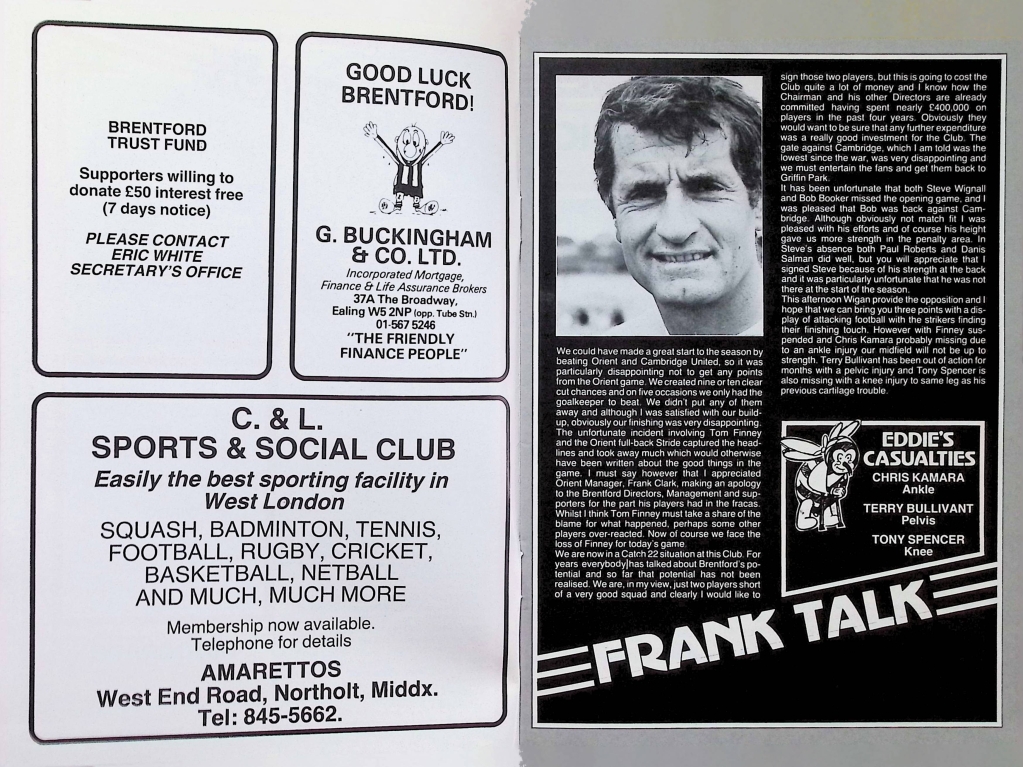 BRENTFORD
TRUST FUND
Supporters willing to
donate £50 interest free
(7 days notice)
PLEASE CONTACT
ERIC WHITE
SECRETARY'S OFFICE
GOOD LUCK
BRENTFORD!
G. BUCKINGHAM
& CO. LTD.
Incorporated Mortgage,
Finance & Life Assurance Brokers
37A The Broadway,
Ealing W5 2NP (opp. Tube Stn.)
01-567 5246
"THE FRIENDLY
FINANCE PEOPLE"
C. & L.
SPORTS & SOCIAL CLUB
Easily the best sporting facility in
West London
SQUASH, BADMINTON, TENNIS,
FOOTBALL, RUGBY, CRICKET,
BASKETBALL, NETBALL
AND MUCH, MUCH MORE
Membership now available.
Telephone for details
AMARETTOS
West End Road, Northolt, Middx.
Tel: 845-5662.
We could have made a great start to the season by
beating Orient and Cambridge United, so it was
particularly disappointing not to get any points
from the Orient game. We created nine or ten clear
cut chances and on five occasions we only had the
goalkeeper to beat. We didn't put any of them
away and although I was satisfied with our build-
up, obviously our finishing was very disappointing.
The unfortunate incident involving Tom Finney
and the Orient full-back Stride captured the head-
lines and took away much which would otherwise
have been written about the good things in the
game. I must say however that I appreciated
Orient Manager, Frank Clark, making an apology
to the Brentford Directors, Management and sup-
porters for the part his players had in the fracas.
Whilst I think Tom Finney must take a share of the
blame for what happened, perhaps some other
players over-reacted. Now of course we face the
loss of Finney for today's game.
We are now in a Catch 22 situation at this Club. For
years everybody has talked about Brentford's po-
tential and so far that potential has not been
realised. We are, in my view, just two players short
of a very good squad and clearly I would like to
sign those two players, but this is going to cost the
Club quite a lot of money and I know how the
Chairman and his other Directors are already
committed having spent nearly £400,000 on
players in the past four years. Obviously they
would want to be sure that any further expenditure
was a really good investment for the Club. The
gate against Cambridge, which I am told was the
lowest since the war, was very disappointing and
we must entertain the fans and get them back to
Griffin Park.
It has been unfortunate that both Steve Wignall
and Bob Booker missed the opening game, and I
was pleased that Bob was back against Cam-
bridge. Although obviously not match fit I was
pleased with his efforts and of course his height
gave us more strength in the penalty area. In
Steve's absence both Paul Roberts and Danis
Salman did well, but you will appreciate that I
signed Steve because of his strength at the back
and it was particularly unfortunate that he was not
there at the start of the season.
This afternoon Wigan provide the opposition and I
hope that we can bring you three points with a dis-
play of attacking football with the strikers finding
their finishing touch. However with Finney sus-
pended and Chris Kamara probably missing due
to an ankle injury our midfield will not be up to
strength. Terry Bullivant has been out of action for
months with a pelvic injury and Tony Spencer is
also missing with a knee injury to same leg as his
previous cartilage trouble.
EDDIE'S
CASUALTIES
CHRIS KAMARA
Ankle
TERRY BULLIVANT
Pelvis
TONY SPENCER
Knee
FRANK TALK